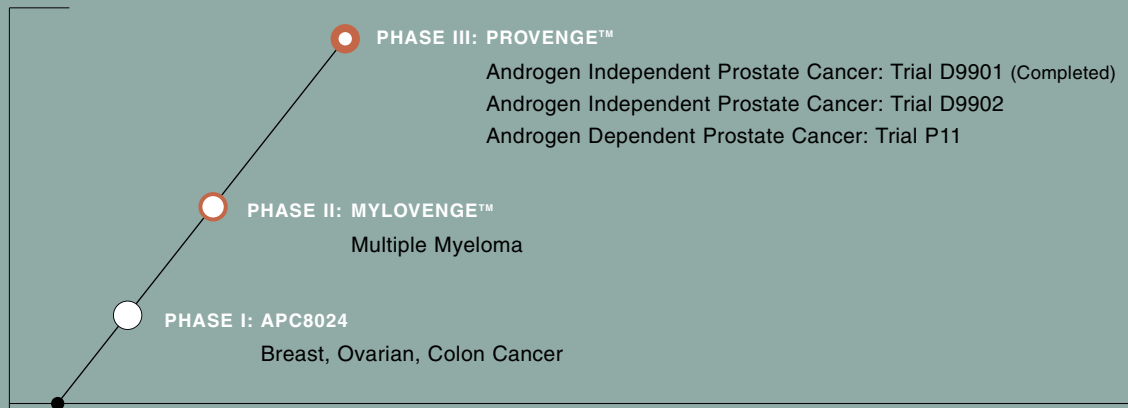 PHASE III: PROVENGE™
Androgen Independent Prostate Cancer: Trial D9901 (Completed)
Androgen Independent Prostate Cancer: Trial D9902
Androgen Dependent Prostate Cancer: Trial P11
PHASE II: MYLOVENGE™
Multiple Myeloma
PHASE I: APC8024
Breast, Ovarian, Colon Cancer